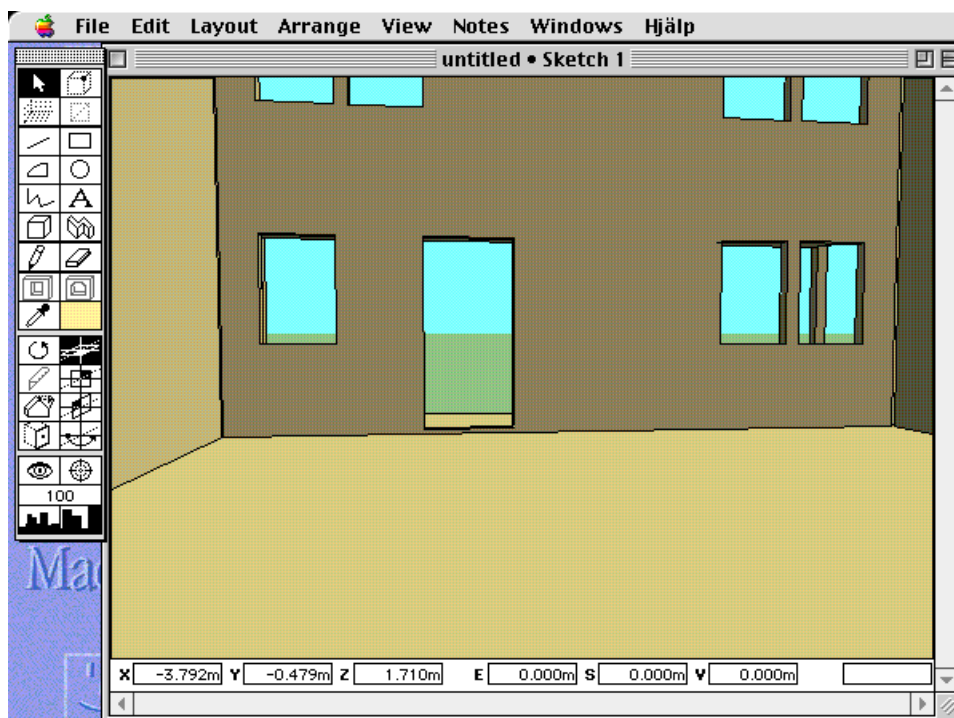 File Edit Layout Arrange View Notes Windows Hjälp
untitled • Sketch 1
A
100
Mac
X -3.792m Y -0.479m Z 1.710m E 0.000m S 0.000m V 0.000m